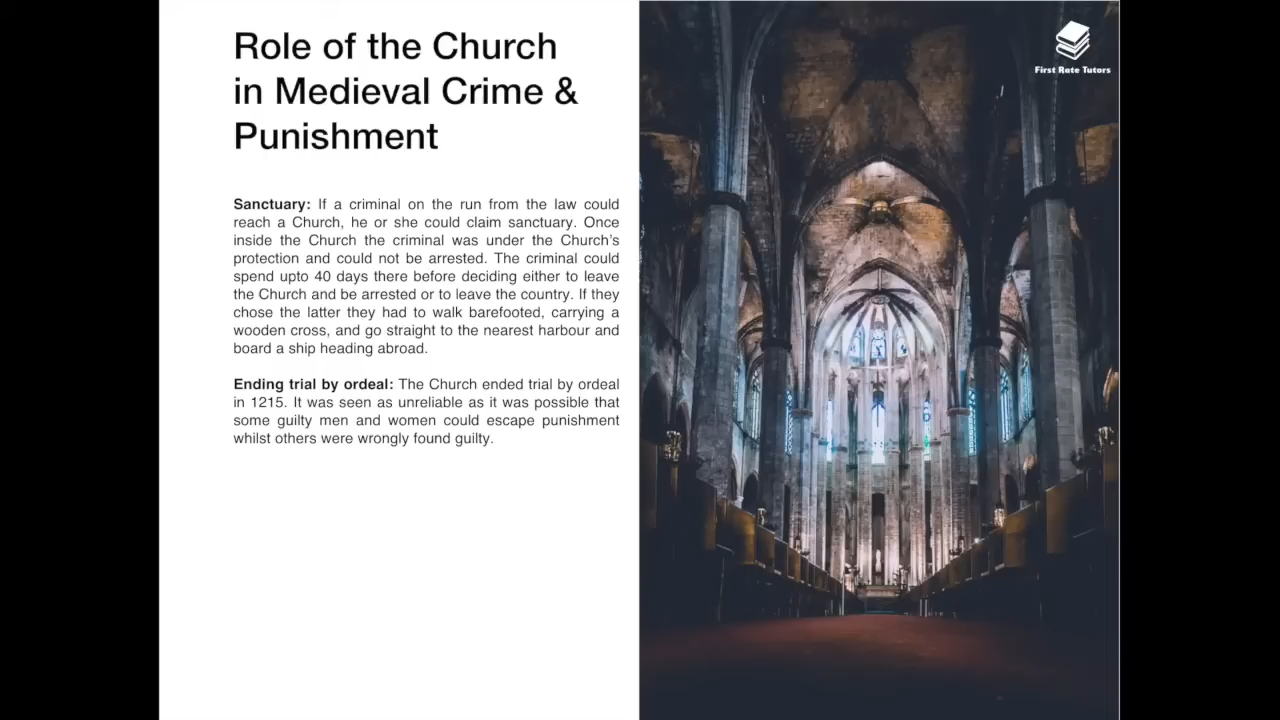 Role of the Church
in Medieval Crime &
Punishment
Sanctuary: If a criminal on the run from the law could
reach a Church, he or she could claim sanctuary. Once
inside the Church the criminal was under the Church's
protection and could not be arrested. The criminal could
spend upto 40 days there before deciding either to leave
the Church and be arrested or to leave the country. If they
chose the latter they had to walk barefooted, carrying a
wooden cross, and go straight to the nearest harbour and
board a ship heading abroad.
Ending trial by ordeal: The Church ended trial by ordeal
in 1215. It was seen as unreliable as it was possible that
some guilty men and women could escape punishment
whilst others were wrongly found guilty.
First Rate Tutors